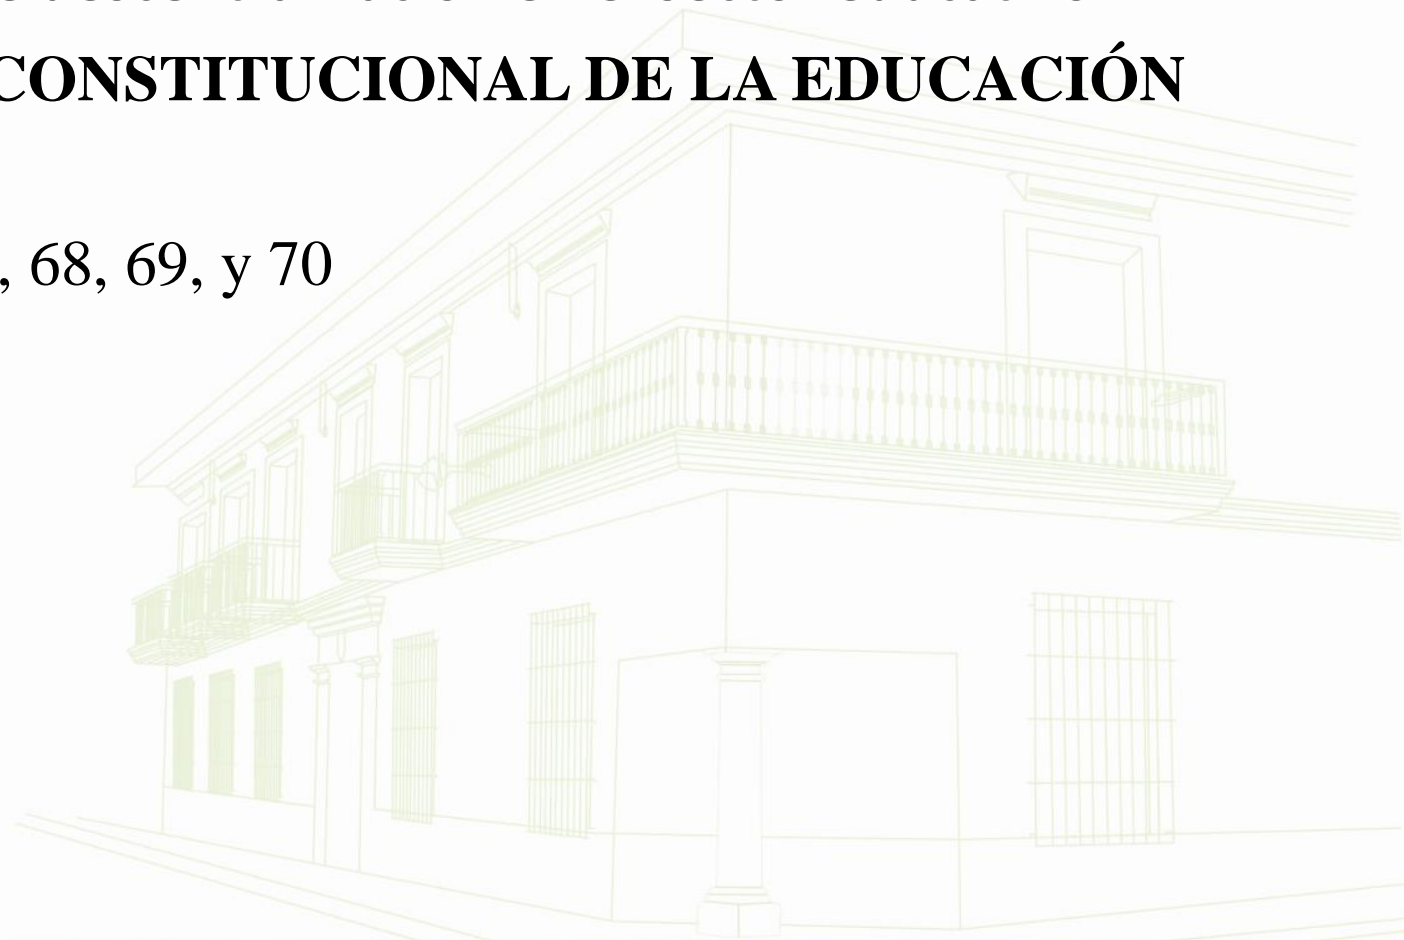 CONSTITUCIONAL DE LA EDUCACIÓN
, 68, 69, y 70